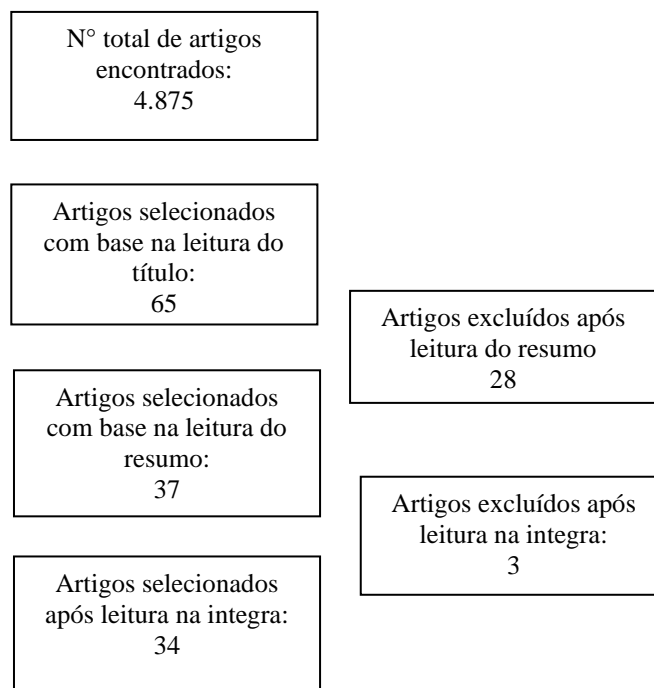 N° total de artigos
encontrados:
4.875
Artigos selecionados
com base na leitura do
título:
65
Artigos excluídos após
leitura do resumo
28
Artigos selecionados
com base na leitura do
resumo:
37
Artigos excluídos após
leitura na integra:
3
Artigos selecionados
após leitura na integra:
34